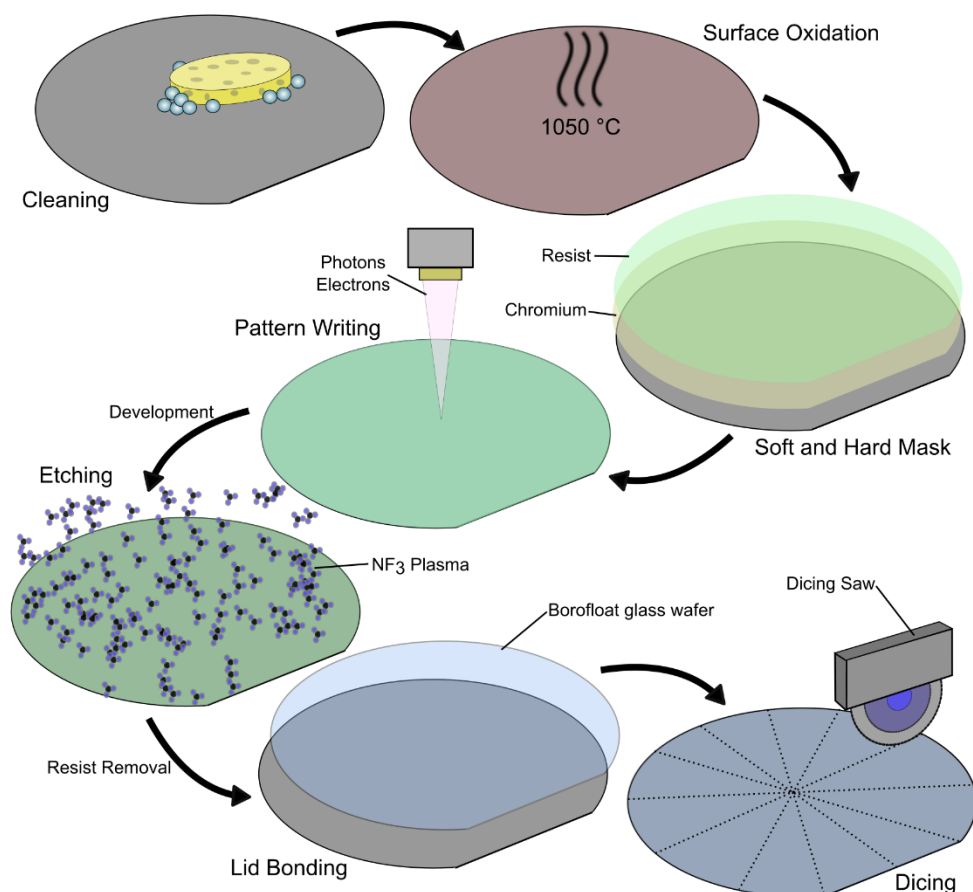 Surface Oxidation
1050 °C
Cleaning
Resist
Chromium
Photons
Electrons
Pattern Writing
Soft and Hard Mask
Development
Etching
NF3 Plasma
Borofloat glass wafer
Dicing Saw
Resist Removal
Lid Bonding
Dicing